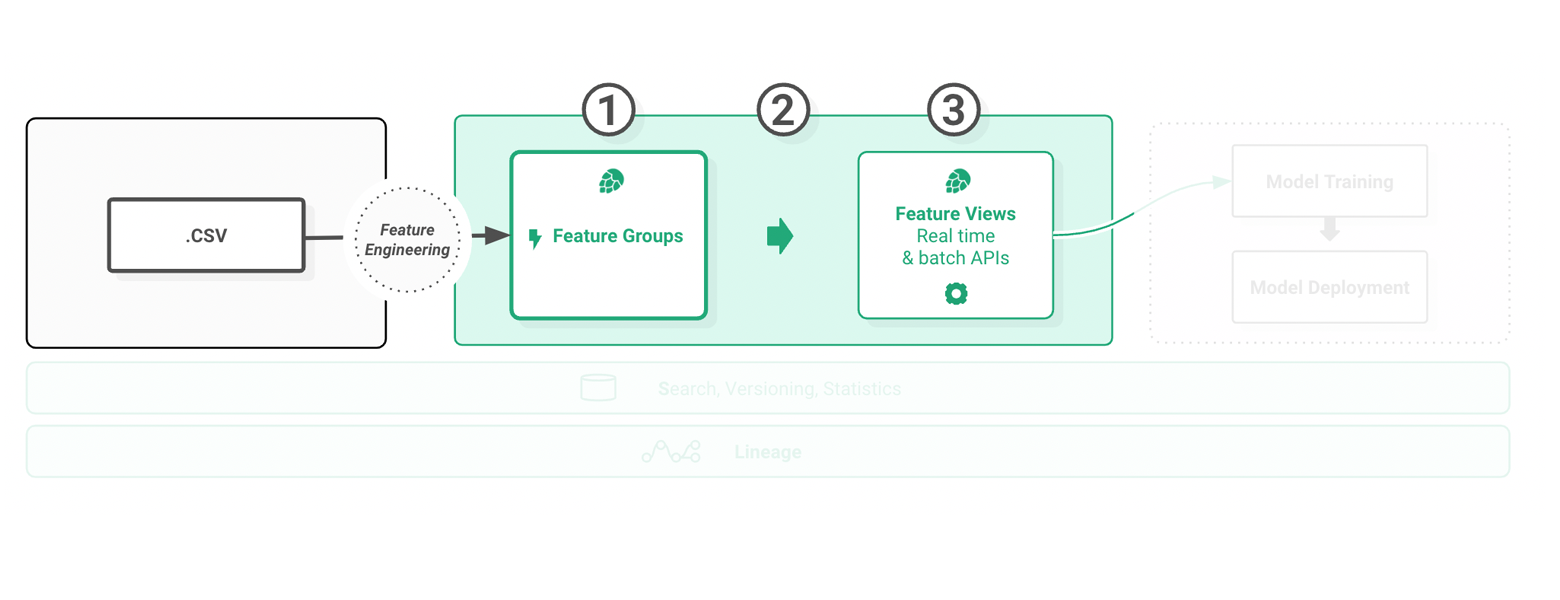 1
2
3
.CSV
Feature
Engineering
Feature Groups
Feature Views
Real time
& batch APIs
Model Training
Model Deployment
Search, Versioning, Statistics
Lineage